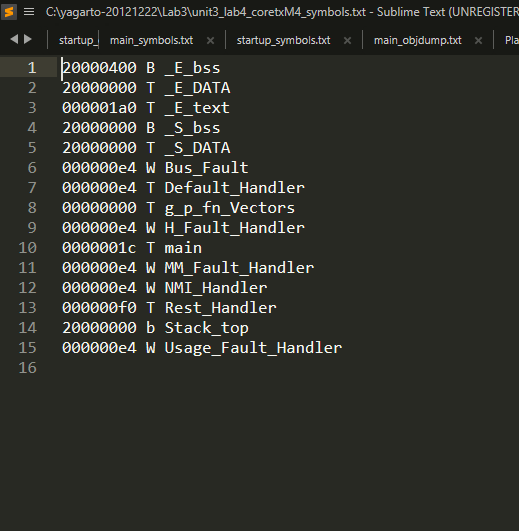 C:\yagarto-20121222\Lab3\unit3_lab4_coretxM4_symbols.txt - Sublime Text (UNREGISTER
startup_ main_symbols.txt × startup_symbols.txt × main_objdump.txt × Pla
1 20000400 B _E_bss
2 20000000 T _E_DATA
3 000001a0 T _E_text
4 20000000 B _S_bss
5 20000000 T _S_DATA
6 000000e4 W Bus_Fault
7 000000e4 T Default_Handler
8 00000000 T g_p_fn_Vectors
9 000000e4 W H_Fault_Handler
10 0000001c T main
11 000000e4 W MM_Fault_Handler
12 000000e4 W NMI_Handler
13 000000f0 T Rest_Handler
14 20000000 b Stack_top
15 000000e4 W Usage_Fault_Handler
16